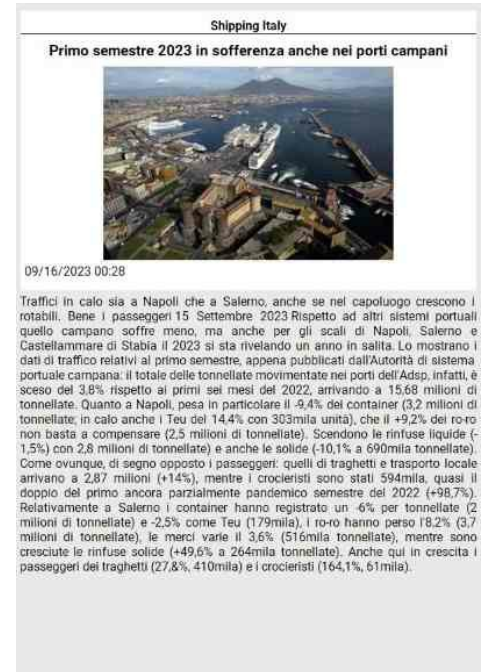 Shipping Italy
Primo semestre 2023 in sofferenza anche nei porti campani
09/16/2023 00:28
Traffici in calo sia a Napoli che a Salerno, anche se nel capoluogo crescono i
rotabili. Bene i passeggeri 15 Settembre 2023 Rispetto ad altri sistemi portuali
quello campano soffre meno, ma anche per gli scali di Napoli, Salerno e
Castellammare di Stabia il 2023 si sta rivelando un anno in salita. Lo mostrano i
dati di traffico relativi al primo semestre, appena pubblicati dall'Autorità di sistema
portuale campana: il totale delle tonnellate movimentate nei porti dell'Adsp, infatti, è
sceso del 3,8% rispetto ai primi sei mesi del 2022, arrivando a 15,68 milioni di
tonnellate. Quanto a Napoli, pesa in particolare il -9,4% dei container (3,2 milioni di
tonnellate; in calo anche i Teu del 14,4% con 303mila unità), che il +9,2% dei ro-ro
non basta a compensare (2,5 milioni di tonnellate). Scendono le rinfuse liquide (-
1,5%) con 2,8 milioni di tonnellate) e anche le solide (-10,1% a 690mila tonnellate).
Come ovunque, di segno opposto i passeggeri: quelli di traghetti e trasporto locale
arrivano a 2,87 milioni (+14%), mentre i crocieristi sono stati 594mila, quasi il
doppio del primo ancora parzialmente pandemico semestre del 2022 (+98,7%).
Relativamente a Salerno i container hanno registrato un -6% per tonnellate (2
milioni di tonnellate) e -2,5% come Teu (179mila), i ro-ro hanno perso l'8,2% (3,7
milioni di tonnellate), le merci varie il 3,6% (516mila tonnellate), mentre sono
cresciute le rinfuse solide (+49,6% a 264mila tonnellate). Anche qui in crescita i
passeggeri dei traghetti (27,&%, 410mila) e i crocieristi (164,1%, 61mila).